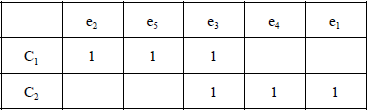 e₂ e₅ e₃ e₄ e₁
C₁ 1 1 1
C₂ 1 1 1